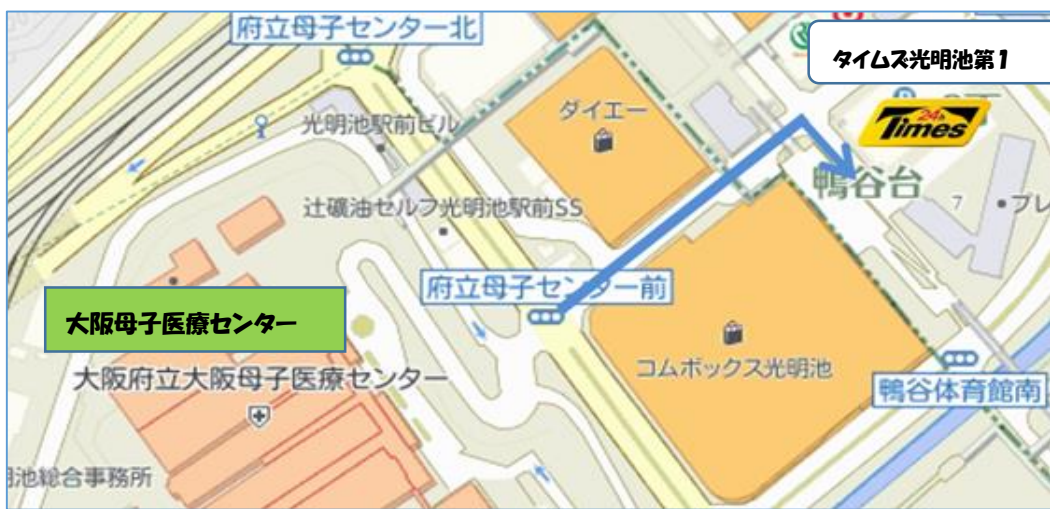 府立母子センター北
タイムズ光明池第1
ダイエー
24h
Times
光明池駅前ビル
鴨谷台
辻礦油セルフ光明池駅前SS
7
プレ
府立母子センター前
大阪母子医療センター
コムボックス光明池
大阪府立大阪母子医療センター
鴨谷体育館南
池総合事務所